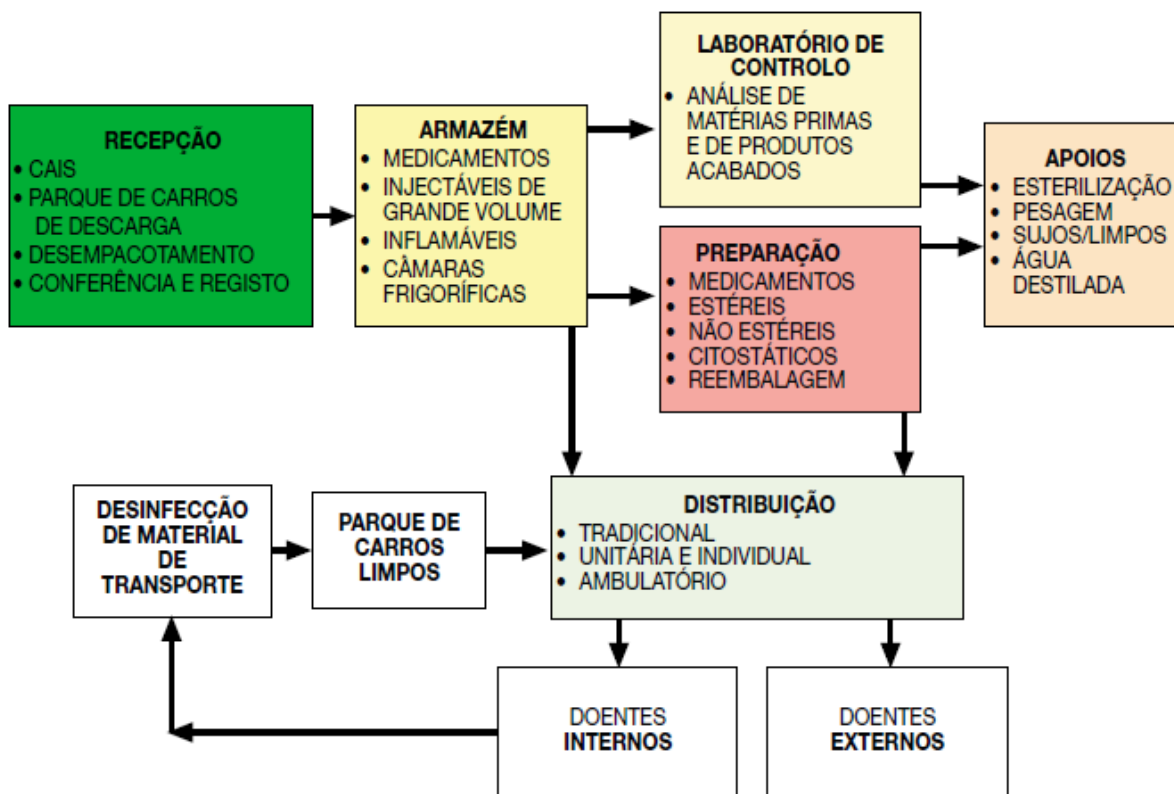 RECEPÇÃO
• CAIS
• PARQUE DE CARROS
DE DESCARGA
• DESEMPACOTAMENTO
• CONFERÊNCIA E REGISTO
ARMAZÉM
• MEDICAMENTOS
• INJECTÁVEIS DE
GRANDE VOLUME
• INFLAMÁVEIS
• CÂMARAS
FRIGORÍFICAS
LABORATÓRIO DE
CONTROLO
• ANÁLISE DE
MATÉRIAS PRIMAS
E DE PRODUTOS
ACABADOS
PREPARAÇÃO
• MEDICAMENTOS
• ESTÉREIS
• NÃO ESTÉREIS
• CITOSTÁTICOS
• REEMBALAGEM
APOIOS
• ESTERILIZAÇÃO
• PESAGEM
• SUJOS/LIMPOS
• ÁGUA
DESTILADA
DESINFECÇÃO
DE MATERIAL
DE
TRANSPORTE
PARQUE DE
CARROS
LIMPOS
DISTRIBUIÇÃO
• TRADICIONAL
• UNITÁRIA E INDIVIDUAL
• AMBULATÓRIO
DOENTES
INTERNOS
DOENTES
EXTERNOS